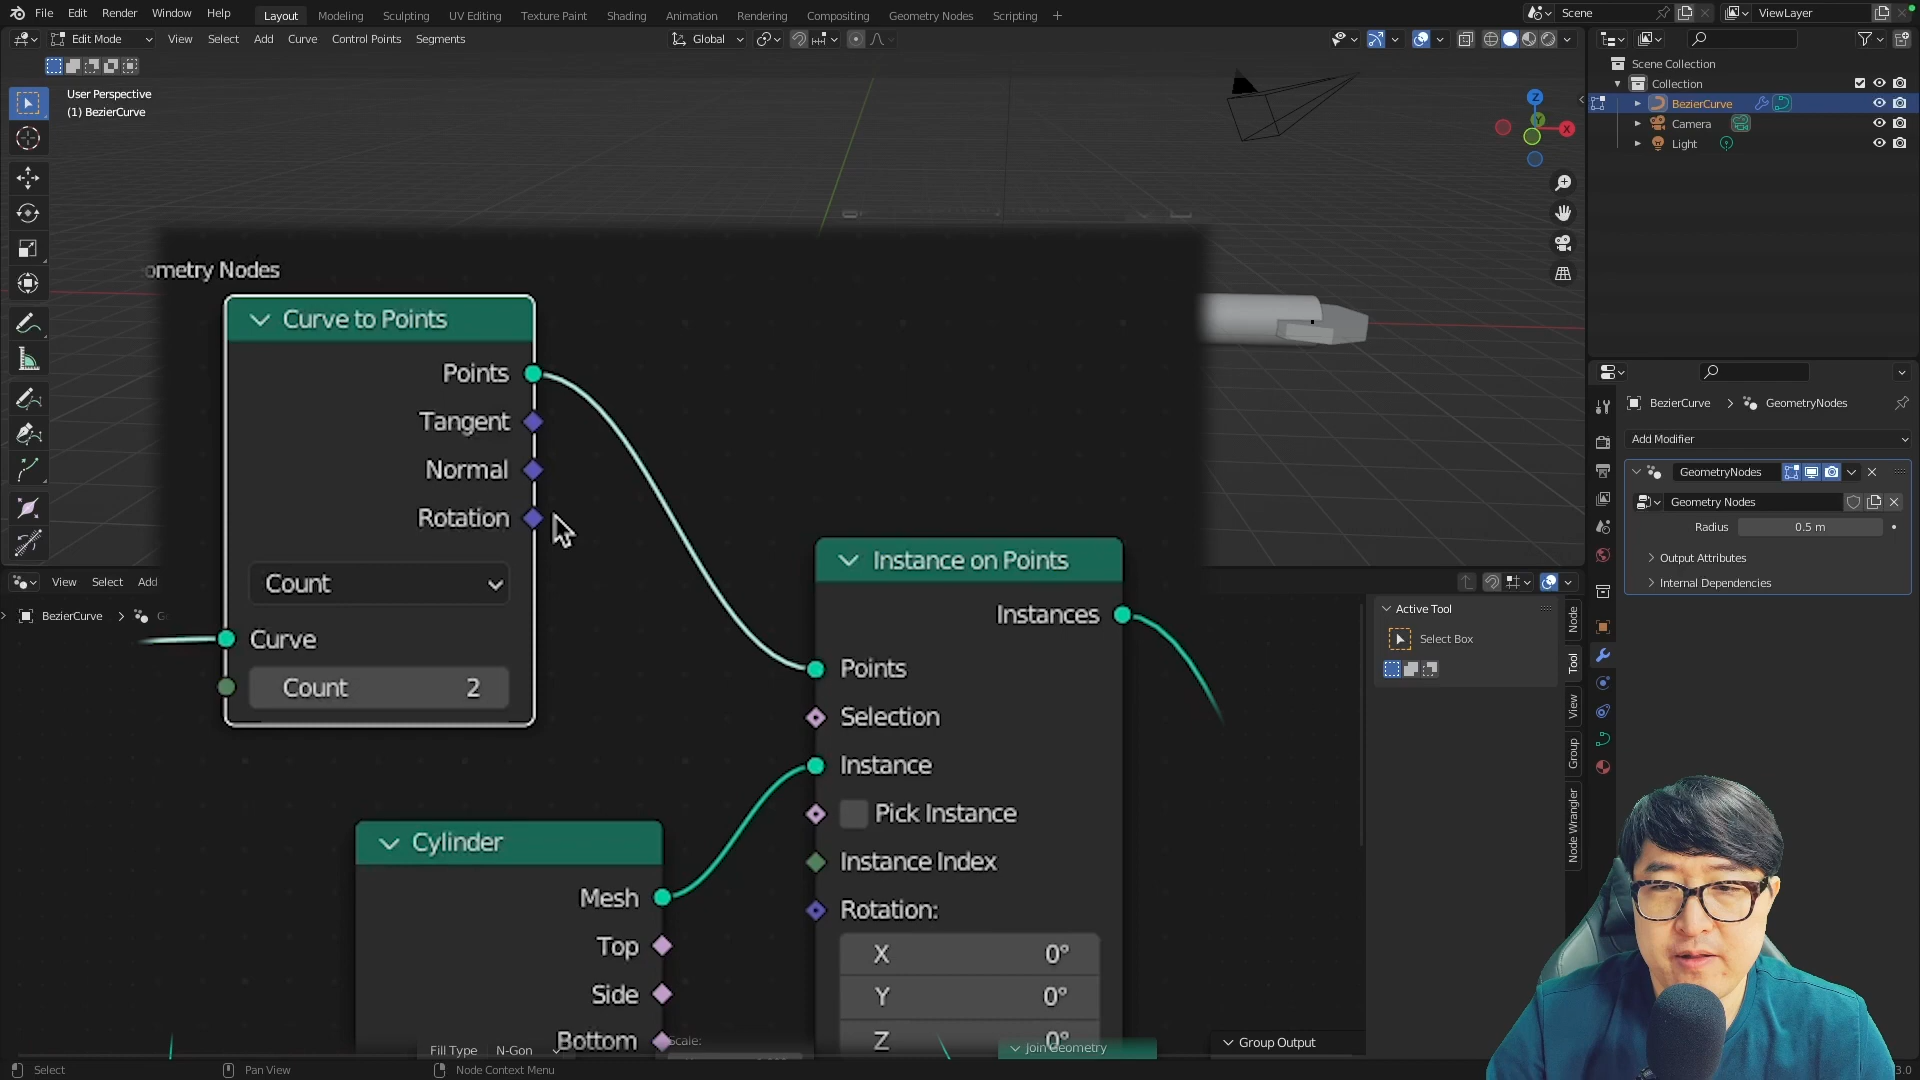 File Edit Render Window Help Layout Modeling Sculpting UV Editing Texture Paint Shading Animation Rendering Compositing Geometry Nodes Scripting + Scene ViewLayer
Edit Mode View Select Add Curve Control Points Segments Global
User Perspective
(1) BezierCurve
Z
Y
X
Scene Collection
Collection
BezierCurve
Camera
Light
ometry Nodes
Curve to Points
Points
Tangent
Normal
Rotation
Count
Curve
Count 2
Instance on Points
Instances
Points
Selection
Instance
Pick Instance
Instance Index
Rotation:
X 0°
Y 0°
Z 0°
Cylinder
Mesh
Top
Side
Bottom
View Select Add
BezierCurve > G
Fill Type N-Gon
Scale:
Join Geometry
Group Output
Active Tool
Select Box
Node
Tool
View
Group
Node Wrangler
BezierCurve > GeometryNodes
Add Modifier
GeometryNodes
Geometry Nodes
Radius 0.5 m
Output Attributes
Internal Dependencies
Select Pan View Node Context Menu 3.0